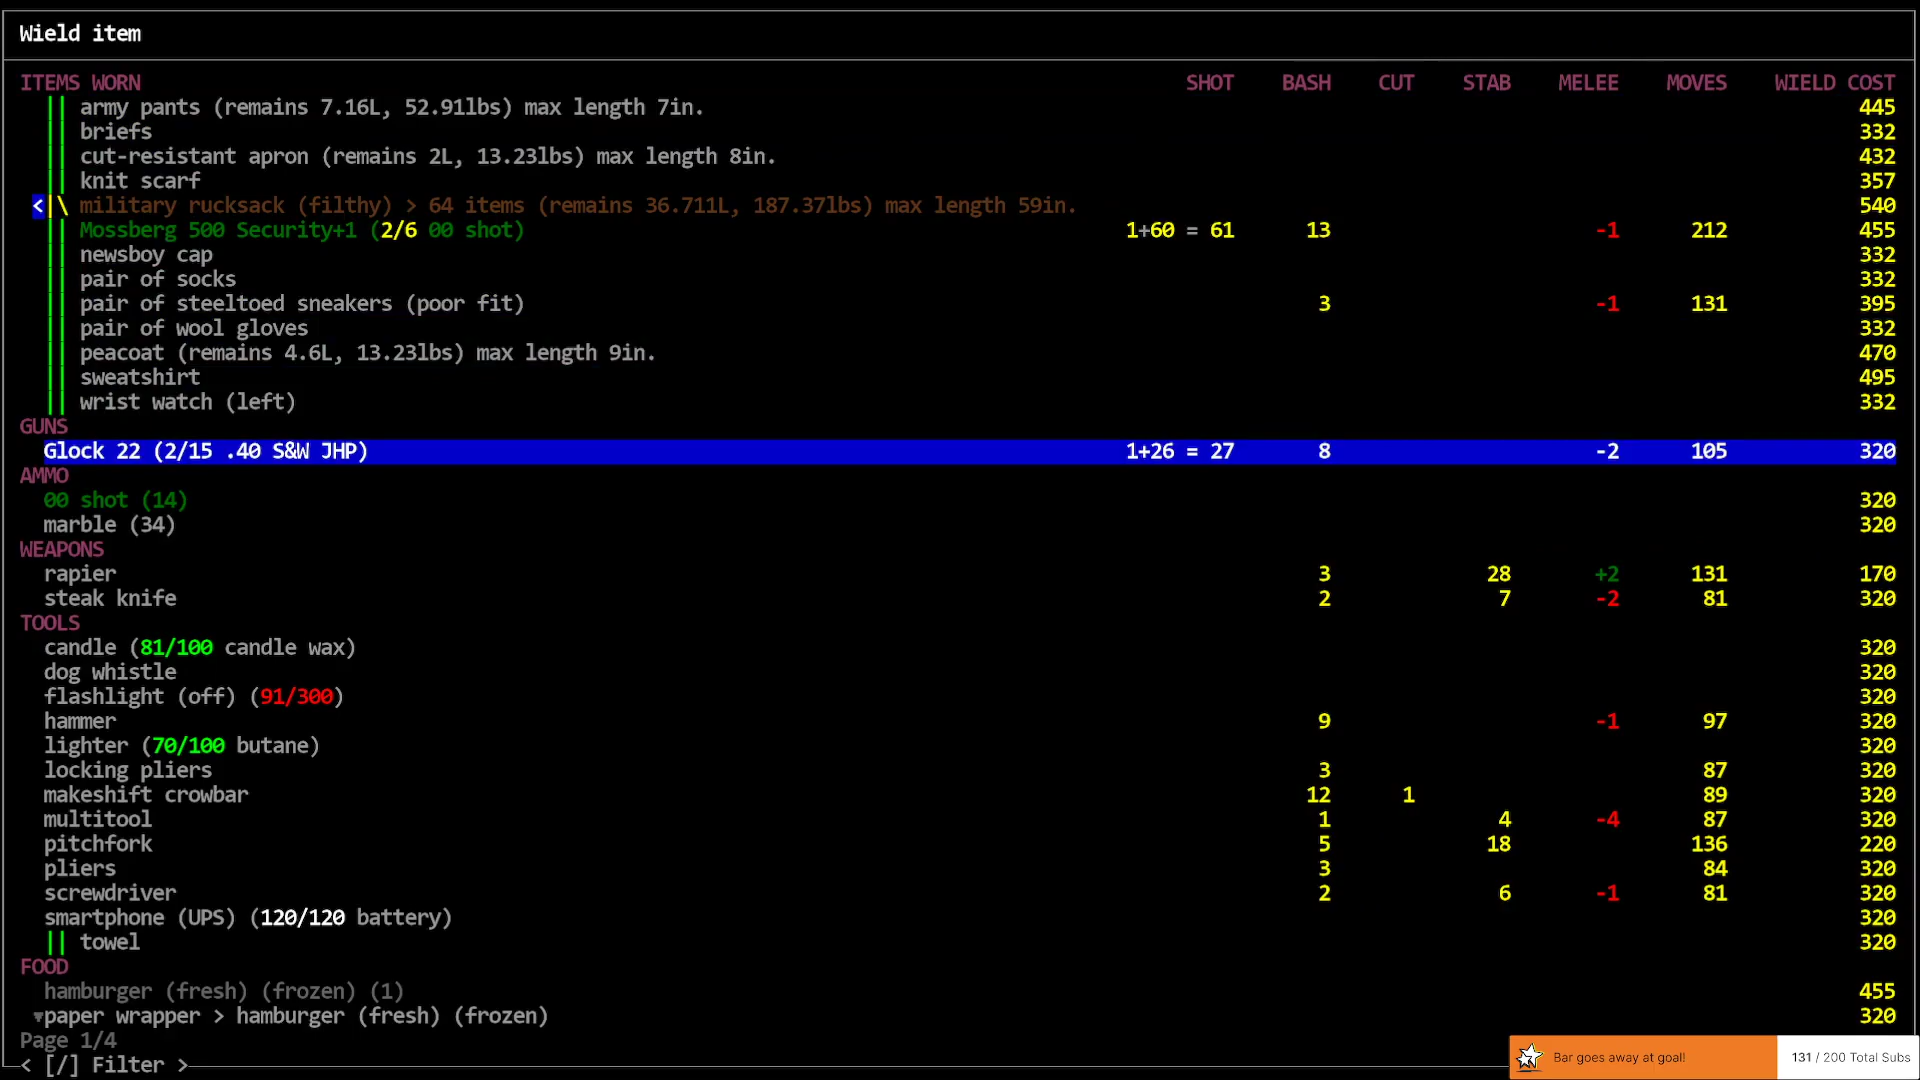 Wield item
ITEMS WORN SHOT BASH CUT STAB MELEE MOVES WIELD COST
|| army pants (remains 7.16L, 52.91lbs) max length 7in. 445
|| briefs 332
|| cut-resistant apron (remains 2L, 13.23lbs) max length 8in. 432
|| knit scarf 357
<|\ military rucksack (filthy) > 64 items (remains 36.711L, 187.37lbs) max length 59in. 540
|| Mossberg 500 Security+1 (2/6 00 shot) 1+60 = 61 13 -1 212 455
|| newsboy cap 332
|| pair of socks 332
|| pair of steeltoed sneakers (poor fit) 3 -1 131 395
|| pair of wool gloves 332
|| peacoat (remains 4.6L, 13.23lbs) max length 9in. 470
|| sweatshirt 495
|| wrist watch (left) 332
GUNS
Glock 22 (2/15 .40 S&W JHP) 1+26 = 27 8 -2 105 320
AMMO
00 shot (14) 320
marble (34) 320
WEAPONS
rapier 3 28 +2 131 170
steak knife 2 7 -2 81 320
TOOLS
candle (81/100 candle wax) 320
dog whistle 320
flashlight (off) (91/300) 320
hammer 9 -1 97 320
lighter (70/100 butane) 320
locking pliers 3 87 320
makeshift crowbar 12 1 89 320
multitool 1 4 -4 87 320
pitchfork 5 18 136 220
pliers 3 84 320
screwdriver 2 6 -1 81 320
smartphone (UPS) (120/120 battery) 320
|| towel 320
FOOD
hamburger (fresh) (frozen) (1) 455
▾paper wrapper > hamburger (fresh) (frozen) 320
Page 1/4
< [/] Filter >
Bar goes away at goal! 131 / 200 Total Subs